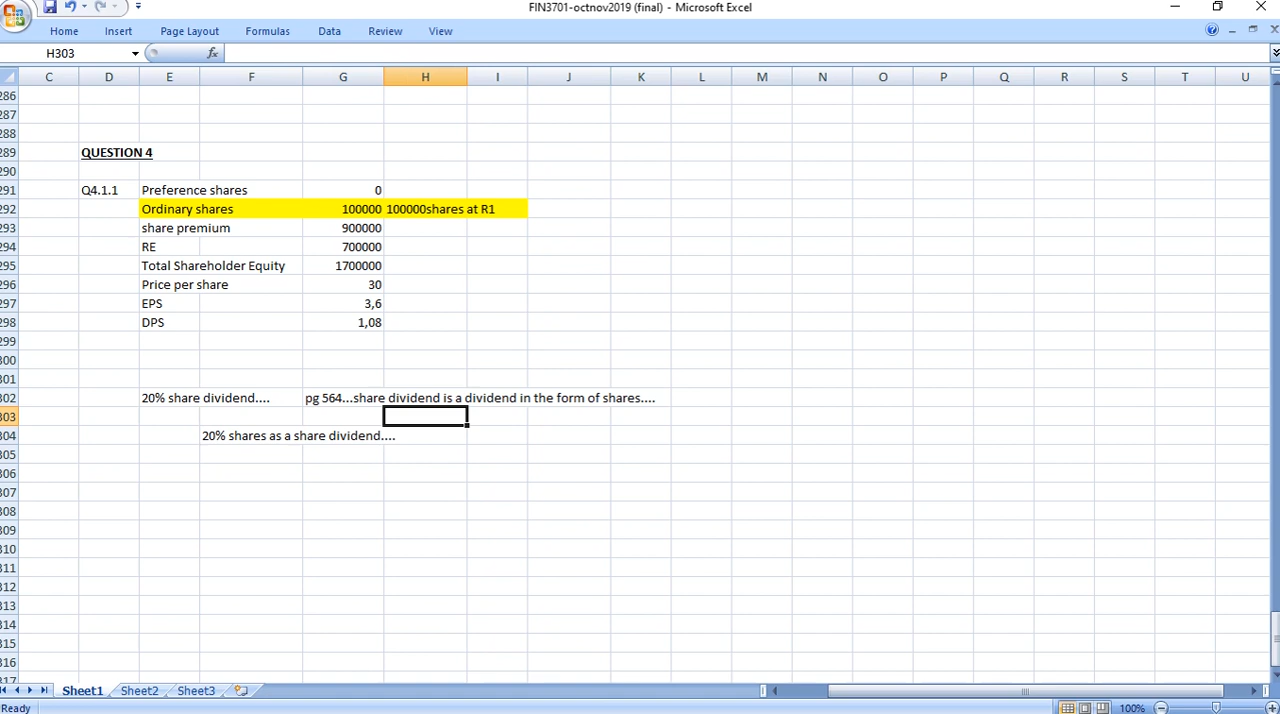 FIN3701-octnov2019 (final) - Microsoft Excel
Home Insert Page Layout Formulas Data Review View
H303 fx
C D E F G H I J K L M N O P Q R S T U
286
287
288
289 QUESTION 4
290
291 Q4.1.1 Preference shares 0
292 Ordinary shares 100000 100000shares at R1
293 share premium 900000
294 RE 700000
295 Total Shareholder Equity 1700000
296 Price per share 30
297 EPS 3,6
298 DPS 1,08
299
300
301
302 20% share dividend.... pg 564...share dividend is a dividend in the form of shares....
303
304 20% shares as a share dividend....
305
306
307
308
309
310
311
312
313
314
315
316
317
Sheet1 Sheet2 Sheet3
Ready 100%